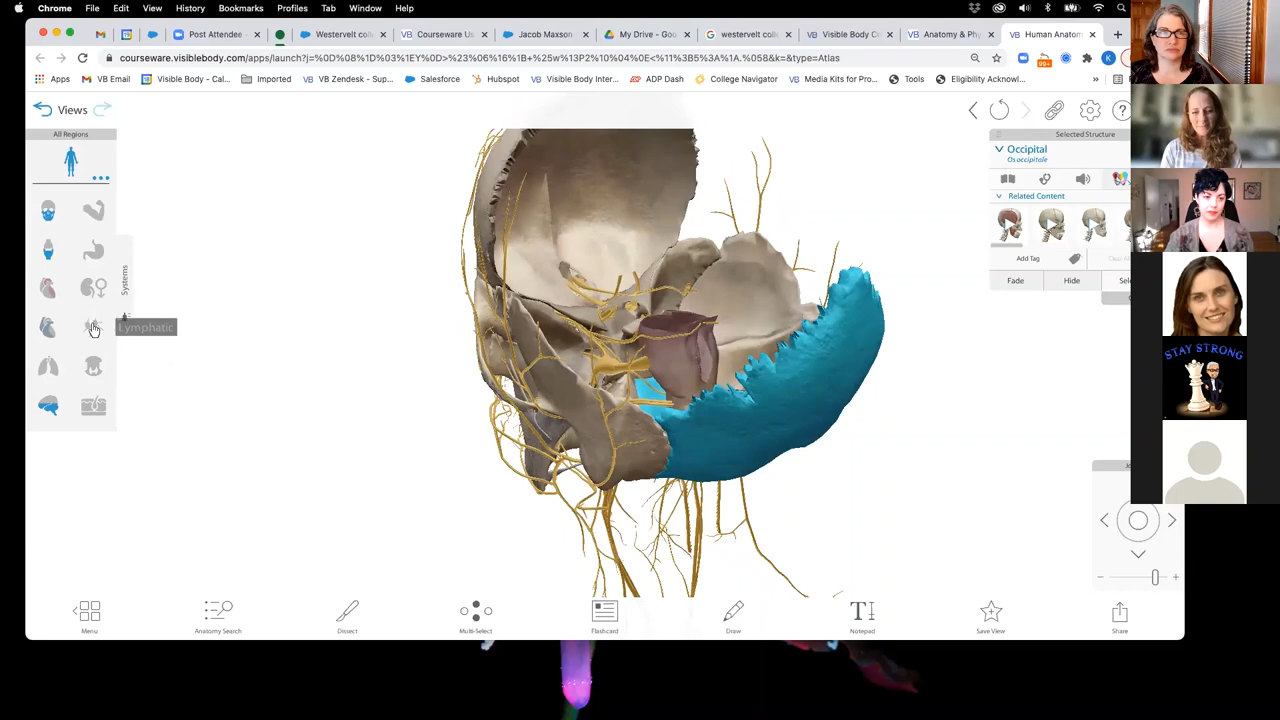 Chrome File Edit View History Bookmarks Profiles Tab Window Help
Post Attendee Westervelt coll Courseware Us Jacob Maxson My Drive - Goo westervelt coll Visible Body Co Anatomy & Phy Human Anatom
courseware.visiblebody.com/apps/launch?j=%0D%08%1D%03%1EY%0D>%23%06%16%1B+%25w%13P2%10%04%0E<%11%3B5%3A%1A.%058&k=&type=Atlas
Apps VB Email Visible Body - Cal... Imported VB Zendesk - Sup... Salesforce Hubspot Visible Body Inter... ADP Dash College Navigator Media Kits for Pro... Tools Eligibility Acknowl...
Views
All Regions
Systems
Lymphatic
Selected Structure
Occipital
Os occipitale
Related Content
Add Tag
Fade Hide
STAY STRONG
Menu Anatomy Search Dissect Multi-Select Flashcard Draw Notepad Save View Share